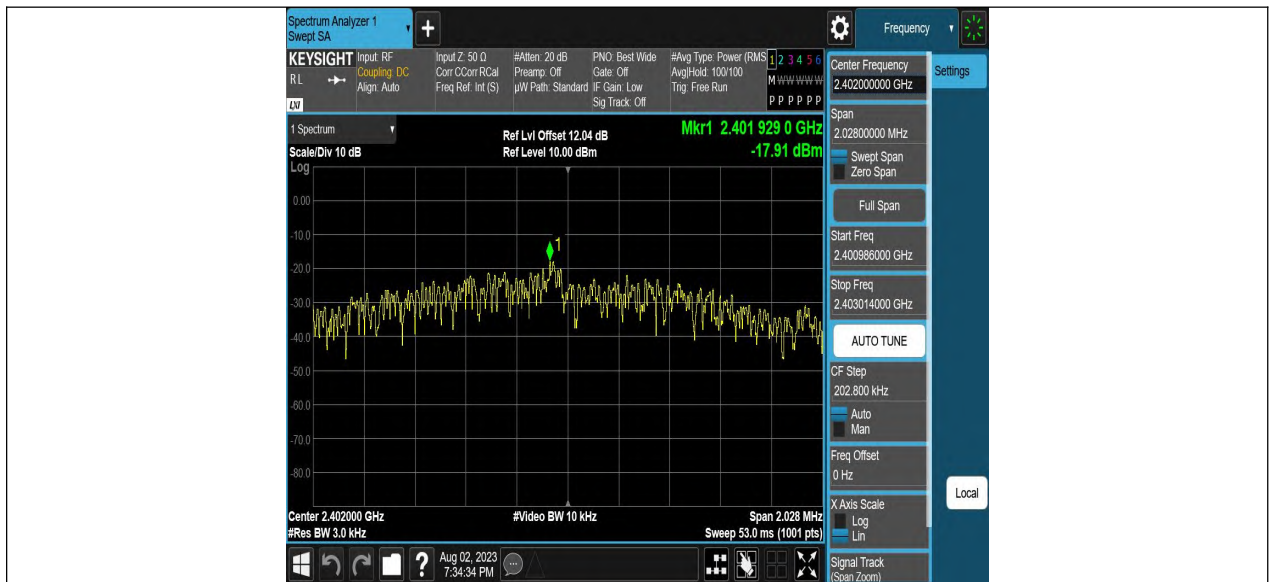 Spectrum Analyzer 1
Swept SA
+
Frequency
KEYSIGHT
RL
LXI
Input: RF
Coupling: DC
Align: Auto
Input Z: 50 Ω
Corr CCorr RCal
Freq Ref: Int (S)
#Atten: 20 dB
Preamp: Off
µW Path: Standard
PNO: Best Wide
Gate: Off
IF Gain: Low
Sig Track: Off
#Avg Type: Power (RMS
Avg|Hold: 100/100
Trig: Free Run
1 2 3 4 5 6
M W W W W W
P P P P P P
1 Spectrum
Scale/Div 10 dB
Log
Ref Lvl Offset 12.04 dB
Ref Level 10.00 dBm
Mkr1 2.401 929 0 GHz
-17.91 dBm
1
0.00
-10.0
-20.0
-30.0
-40.0
-50.0
-60.0
-70.0
-80.0
Center 2.402000 GHz
#Res BW 3.0 kHz
#Video BW 10 kHz
Span 2.028 MHz
Sweep 53.0 ms (1001 pts)
?
Aug 02, 2023
7:34:34 PM
Center Frequency
2.402000000 GHz
Span
2.02800000 MHz
Swept Span
Zero Span
Full Span
Start Freq
2.400986000 GHz
Stop Freq
2.403014000 GHz
AUTO TUNE
CF Step
202.800 kHz
Auto
Man
Freq Offset
0 Hz
X Axis Scale
Log
Lin
Signal Track
(Span Zoom)
Settings
Local